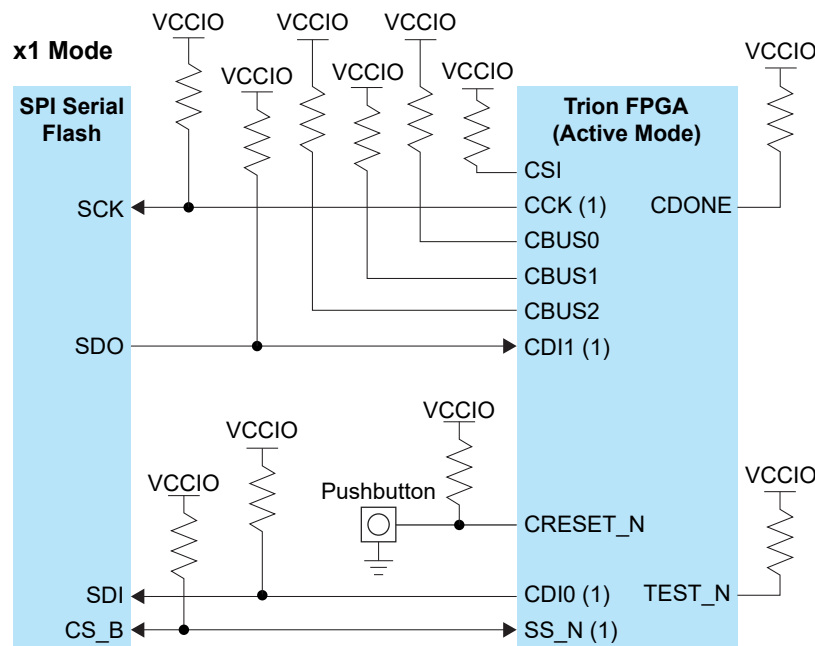 VCCIO
VCCIO
VCCIO
VCCIO
x1 Mode
VCCIO
VCCIO
VCCIO
SPI Serial
Flash
Trion FPGA
(Active Mode)
CSI
SCK
CCK (1)
CDONE
CBUS0
CBUS1
CBUS2
SDO
CDI1 (1)
VCCIO
VCCIO
VCCIO
VCCIO
Pushbutton
CRESET_N
SDI
CDI0 (1)
TEST_N
CS_B
SS_N (1)